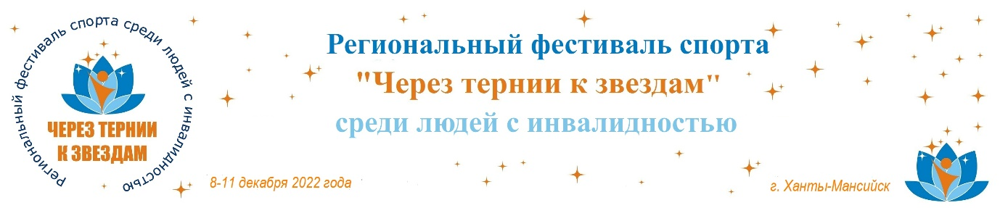 Региональный фестиваль спорта среди людей с инвалидностью
ЧЕРЕЗ ТЕРНИИ
К ЗВЕЗДАМ
Региональный фестиваль спорта
"Через тернии к звездам"
среди людей с инвалидностью
8-11 декабря 2022 года
г. Ханты-Мансийск